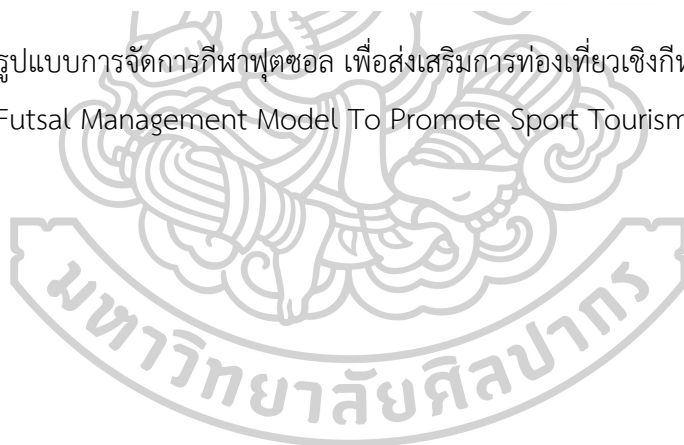 รูปแบบการจัดการกีฬาฟุตซอล เพื่อส่งเสริมการท่องเที่ยวเชิงกีฬ
Futsal Management Model To Promote Sport Tourism
มหาวิทยาลัยศิลปากร